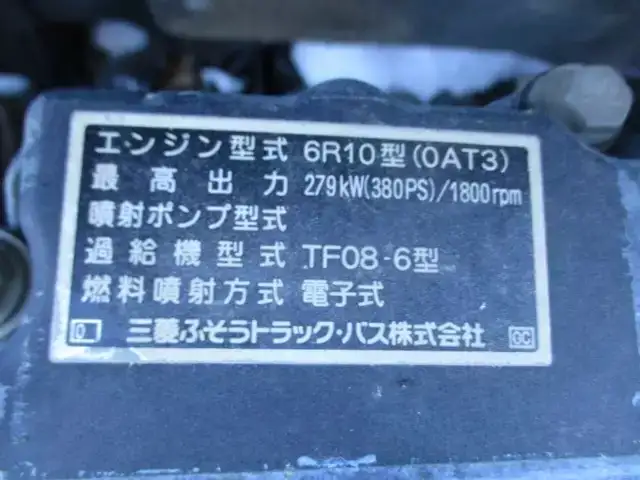 エンジン型式 6R10型(0AT3)
最高出力 279kW(380PS)/1800rpm
噴射ポンプ型式
過給機型式 TF08-6型
燃料噴射方式 電子式
三菱ふそうトラック・バス株式会社 GC